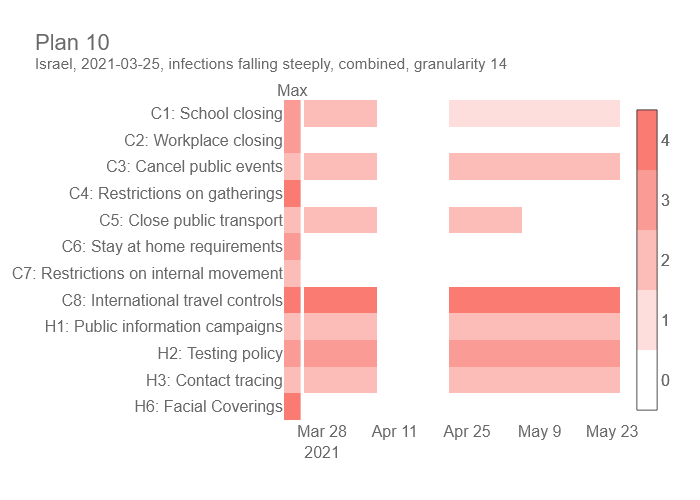 Plan 10
Israel, 2021-03-25, infections falling steeply, combined, granularity 14
Max
C1: School closing
C2: Workplace closing
C3: Cancel public events
C4: Restrictions on gatherings
C5: Close public transport
C6: Stay at home requirements
C7: Restrictions on internal movement
C8: International travel controls
H1: Public information campaigns
H2: Testing policy
H3: Contact tracing
H6: Facial Coverings
Mar 28 Apr 11 Apr 25 May 9 May 23
2021
4
3
2
1
0